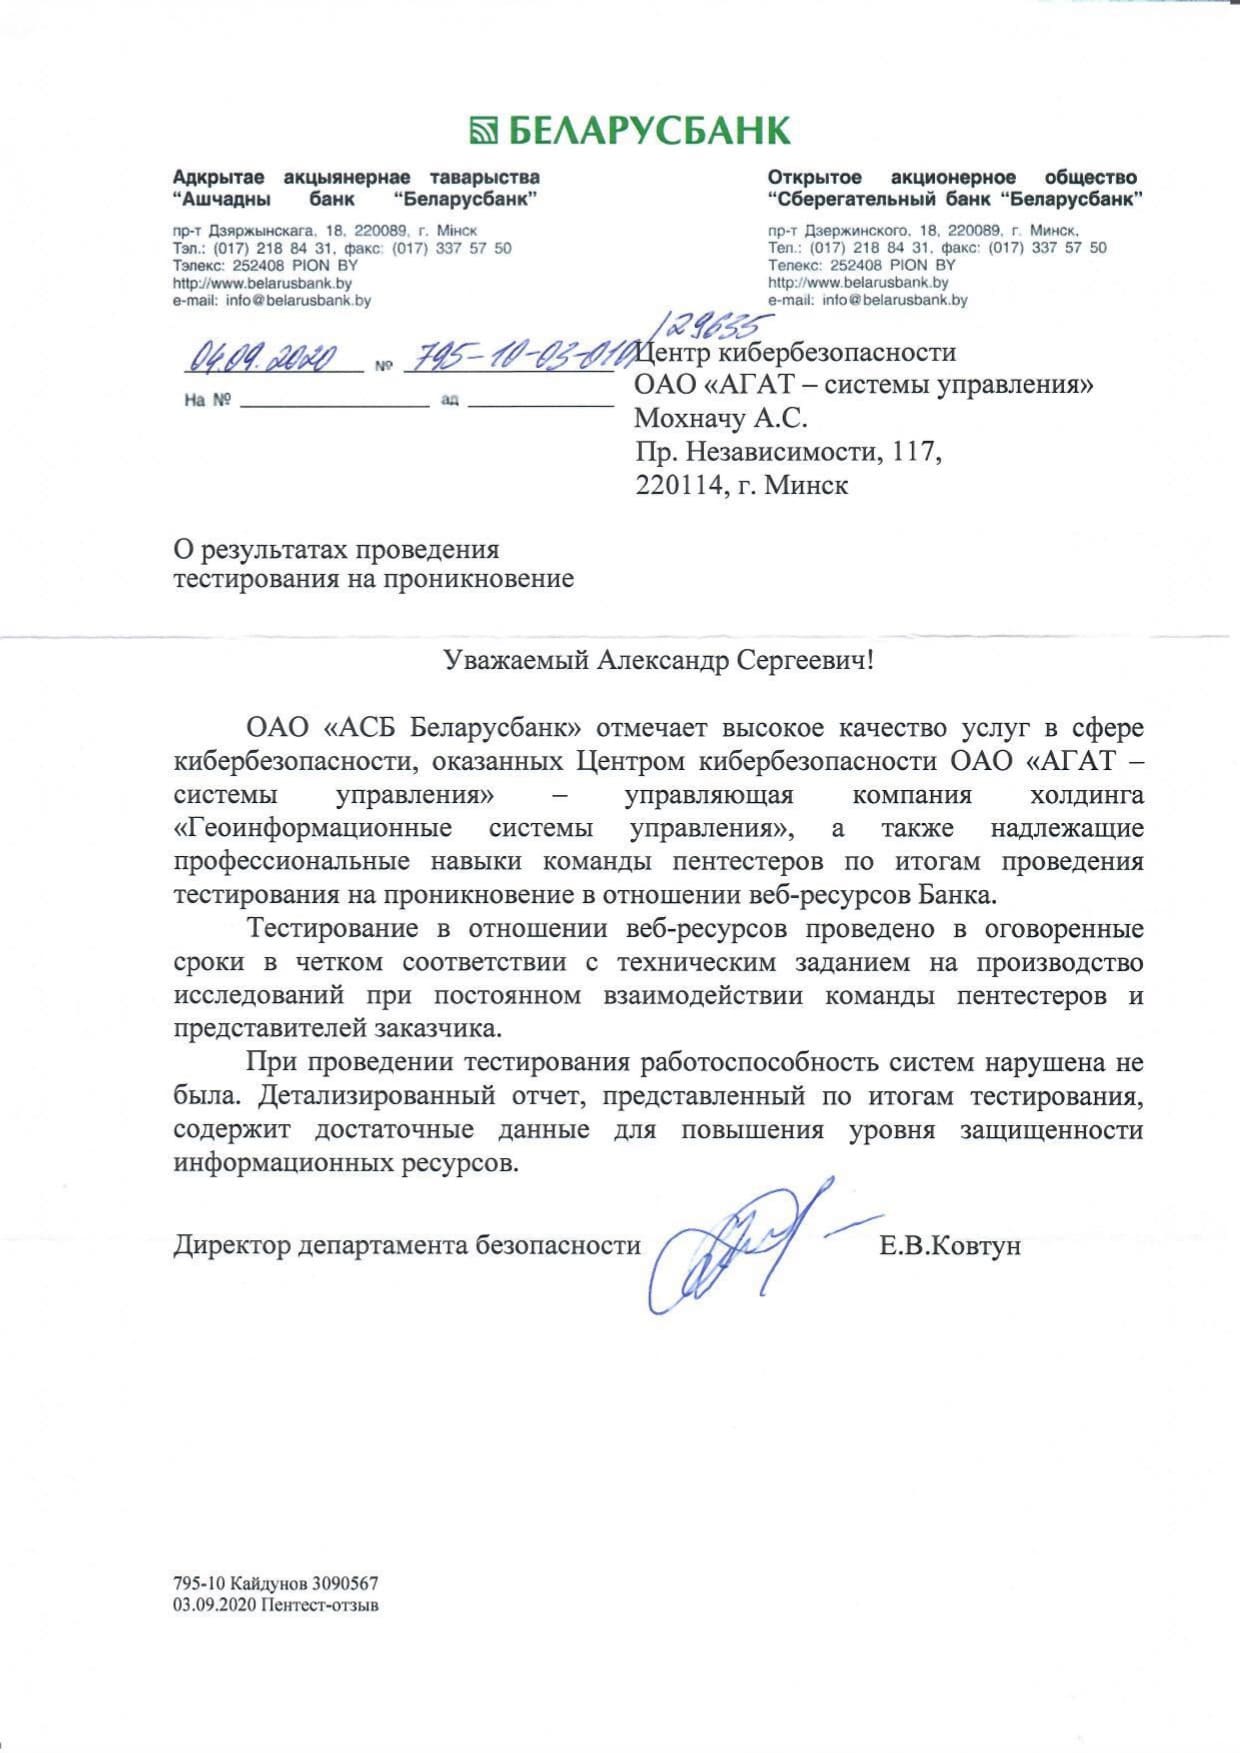 БЕЛАРУСБАНК
Адкрытае акцыянернае таварыства
“Ашчадны банк “Беларусбанк”
пр-т Дзяржынскага, 18, 220089, г. Мінск
Тэл.: (017) 218 84 31, факс: (017) 337 57 50
Тэлекс: 252408 PION BY
http://www.belarusbank.by
e-mail: info@belarusbank.by
Открытое акционерное общество
“Сберегательный банк “Беларусбанк”
пр-т Дзержинского, 18, 220089, г. Минск,
Тел.: (017) 218 84 31, факс: (017) 337 57 50
Телекс: 252408 PION BY
http://www.belarusbank.by
e-mail: info@belarusbank.by
04.09.2020 № 795-10-03-010/29635
На № ад
Центр кибербезопасности
ОАО «АГАТ – системы управления»
Мохначу А.С.
Пр. Независимости, 117,
220114, г. Минск
О результатах проведения
тестирования на проникновение
Уважаемый Александр Сергеевич!
ОАО «АСБ Беларусбанк» отмечает высокое качество услуг в сфере
кибербезопасности, оказанных Центром кибербезопасности ОАО «АГАТ –
системы управления» – управляющая компания холдинга
«Геоинформационные системы управления», а также надлежащие
профессиональные навыки команды пентестеров по итогам проведения
тестирования на проникновение в отношении веб-ресурсов Банка.
Тестирование в отношении веб-ресурсов проведено в оговоренные
сроки в четком соответствии с техническим заданием на производство
исследований при постоянном взаимодействии команды пентестеров и
представителей заказчика.
При проведении тестирования работоспособность систем нарушена не
была. Детализированный отчет, представленный по итогам тестирования,
содержит достаточные данные для повышения уровня защищенности
информационных ресурсов.
Директор департамента безопасности Е.В.Ковтун
795-10 Кайдунов 3090567
03.09.2020 Пентест-отзыв